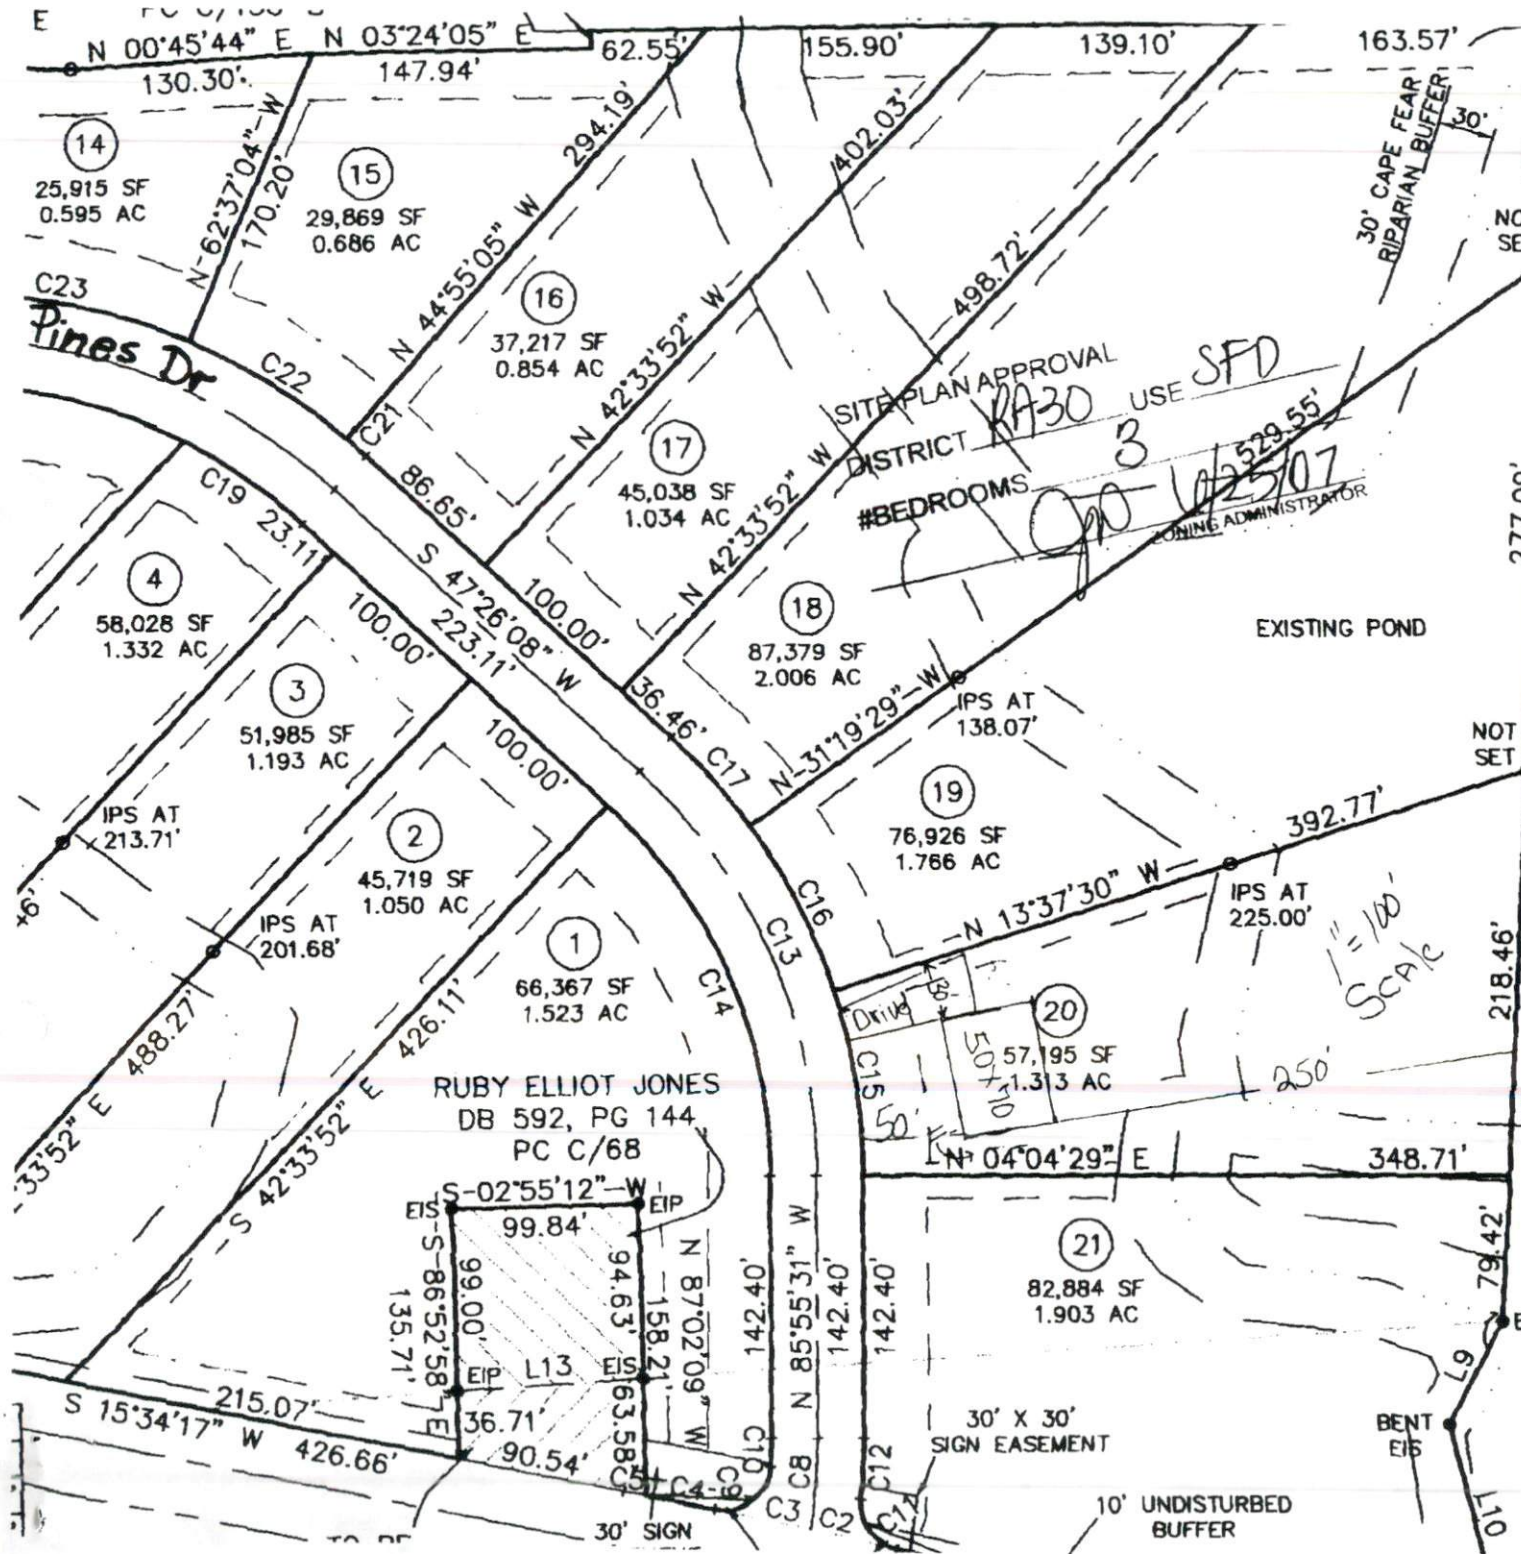 E
N 00°45'44" E
N 03°24'05" E
130.30'
147.94'
62.55'
155.90'
139.10'
163.57'
14
25,915 SF
0.595 AC
N-62°37'04"-W
170.20'
15
29,869 SF
0.686 AC
294.19'
402.03'
30' CAPE FEAR
RIPARIAN BUFFER
30'
C23
Pines Dr
C22
N 44°55'05" W
16
37,217 SF
0.854 AC
N 42°33'52" W
498.72'
SITE PLAN APPROVAL
DISTRICT RA30 USE SFD
#BEDROOMS 3
6/25/07
ZONING ADMINISTRATOR
529.55'
277.00'
C21
86.65'
17
45,038 SF
1.034 AC
N 42°33'52" W
C19
23.11'
4
58,028 SF
1.332 AC
S 47°26'08" W
223.11'
100.00'
100.00'
18
87,379 SF
2.006 AC
EXISTING POND
3
51,985 SF
1.193 AC
100.00'
36.46'
C17
N-31°19'29"-W
IPS AT
138.07'
NOT
SET
IPS AT
213.71'
2
45,719 SF
1.050 AC
19
76,926 SF
1.766 AC
392.77'
IPS AT
201.68'
C16
N 13°37'30" W
IPS AT
225.00'
1"=100'
Scale
218.46'
1
66,367 SF
1.523 AC
C13
C14
488.27'
426.11'
Drive
30'
20
57,195 SF
1.313 AC
50x70
250'
C15
50'
RUBY ELLIOT JONES
DB 592, PG 144
PC C/68
33'52" E
S 42°33'52" E
N 04°04'29" E
348.71'
S-02°55'12"-W
EIS
EIP
99.84'
S-86°52'58" E
99.00'
135.71'
94.63'
158.21'
N 87°02'09" W
142.40'
N 85°55'31" W
142.40'
142.40'
21
82,884 SF
1.903 AC
79.42'
L9
EIP
L13
EIS
63.58'
36.71'
90.54'
S 15°34'17" W
215.07'
426.66'
C10
C8
C12
30' X 30'
SIGN EASEMENT
BENT
EIS
L10
C5
C4
C3
C2
C11
30' SIGN
10' UNDISTURBED
BUFFER